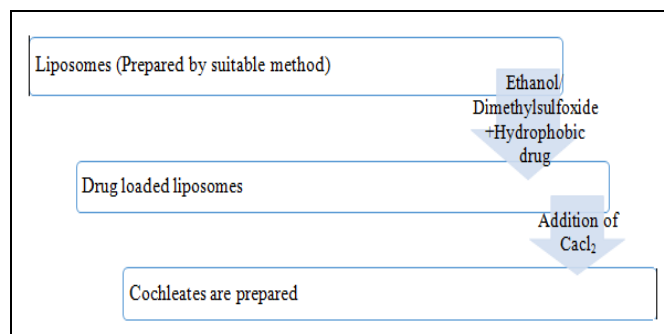 Liposomes (Prepared by suitable method)
Ethanol/
Dimethylsulfoxide
+Hydrophobic
drug
Drug loaded liposomes
Addition of
Cacl₂
Cochleates are prepared